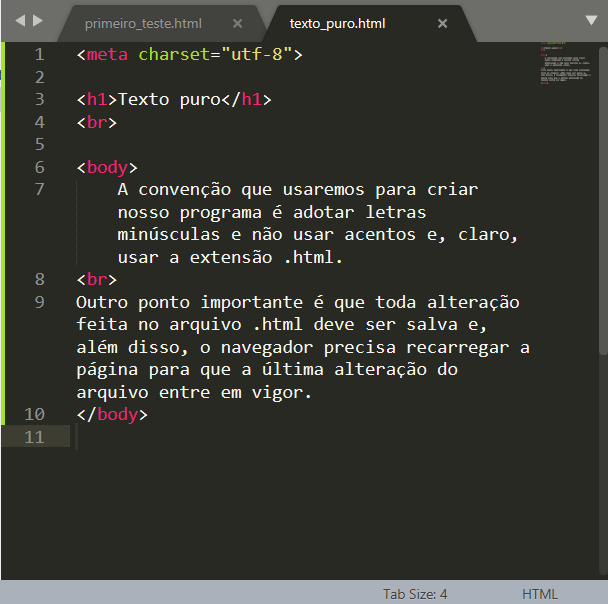 primeiro_teste.html × texto_puro.html ×
1 <meta charset="utf-8">
2
3 <h1>Texto puro</h1>
4 <br>
5
6 <body>
7 A convenção que usaremos para criar
nosso programa é adotar letras
minúsculas e não usar acentos e, claro,
usar a extensão .html.
8 <br>
9 Outro ponto importante é que toda alteração
feita no arquivo .html deve ser salva e,
além disso, o navegador precisa recarregar a
página para que a última alteração do
arquivo entre em vigor.
10 </body>
11
Tab Size: 4 HTML